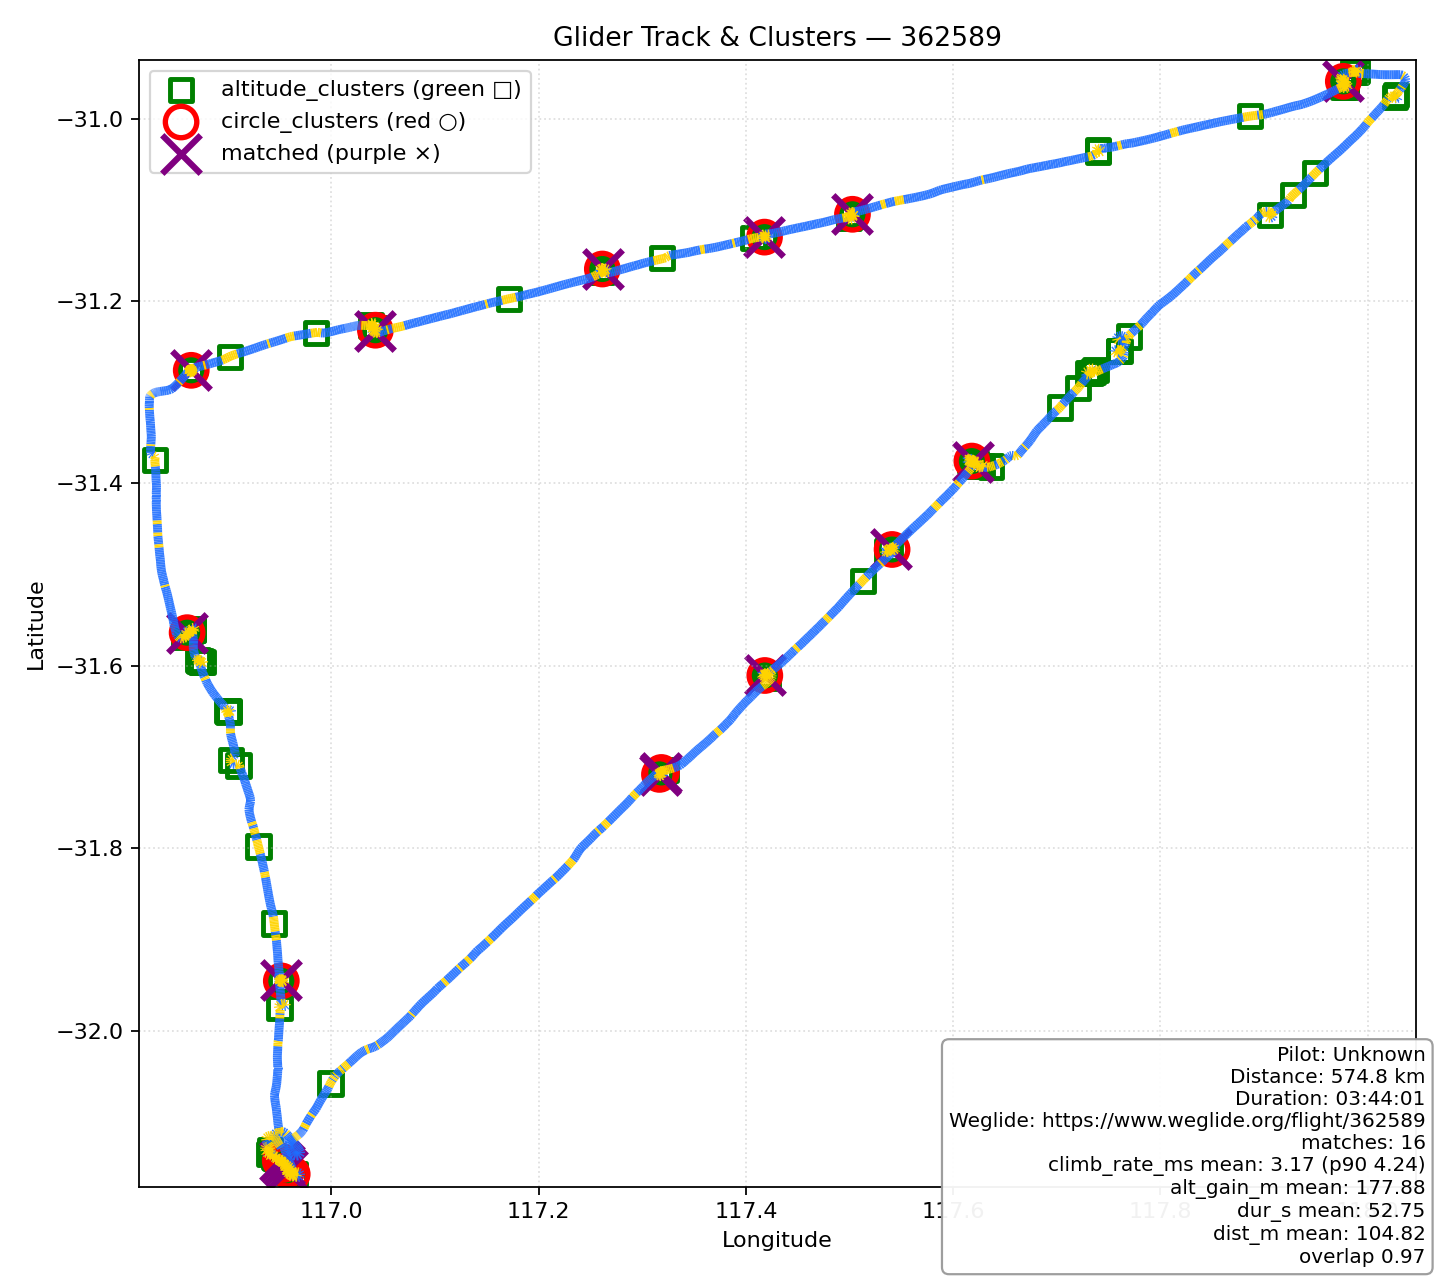 Glider Track & Clusters — 362589
altitude_clusters (green □)
circle_clusters (red ○)
matched (purple ×)
−31.0
−31.2
−31.4
−31.6
−31.8
−32.0
Latitude
117.0
117.2
117.4
117.6
117.8
Longitude
Pilot: Unknown
Distance: 574.8 km
Duration: 03:44:01
Weglide: https://www.weglide.org/flight/362589
matches: 16
climb_rate_ms mean: 3.17 (p90 4.24)
alt_gain_m mean: 177.88
dur_s mean: 52.75
dist_m mean: 104.82
overlap 0.97